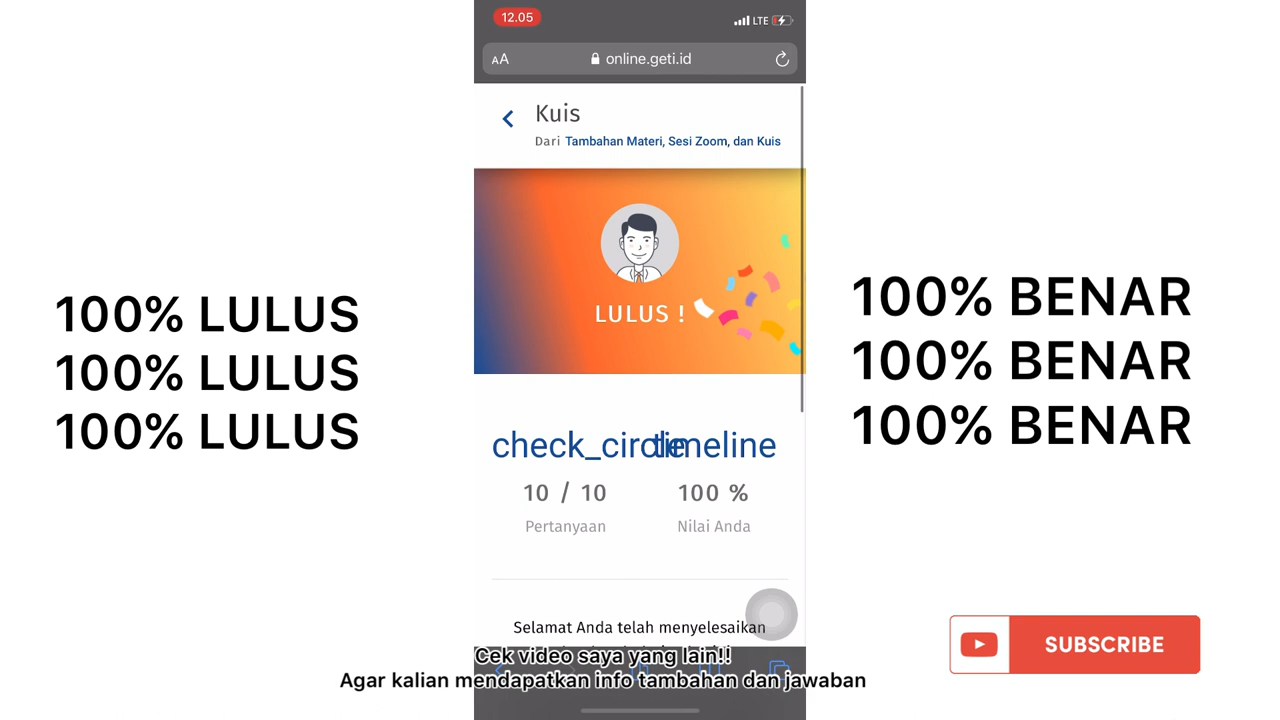 12.05
LTE
AA
online.geti.id
Kuis
Dari Tambahan Materi, Sesi Zoom, dan Kuis
LULUS !
100% LULUS
100% LULUS
100% LULUS
100% BENAR
100% BENAR
100% BENAR
check_circle
timeline
10 / 10
100 %
Pertanyaan
Nilai Anda
Selamat Anda telah menyelesaikan
SUBSCRIBE
Cek video saya yang lain!!
Agar kalian mendapatkan info tambahan dan jawaban